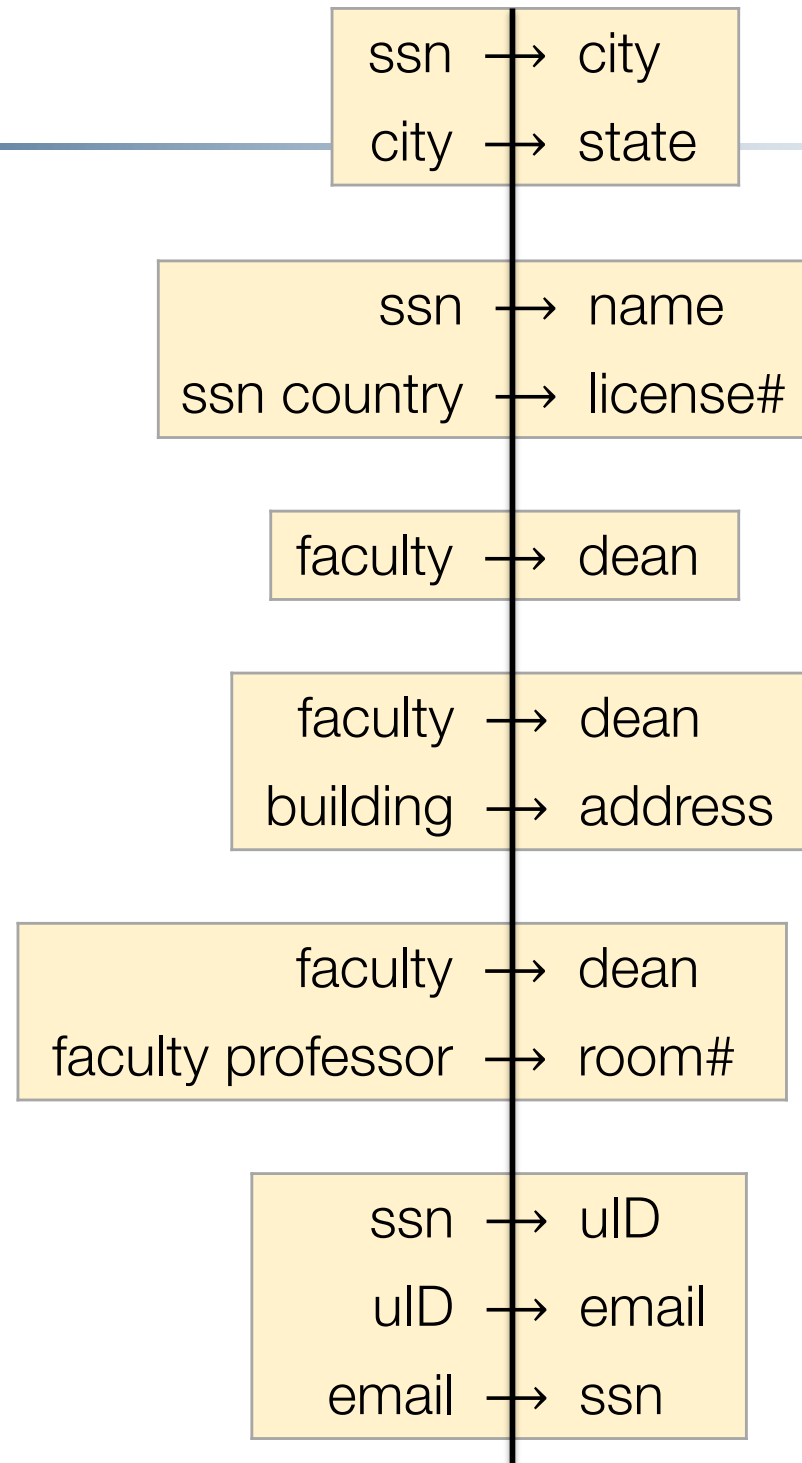 ssn → city
city → state
ssn → name
ssn country → license#
faculty → dean
faculty → dean
building → address
faculty → dean
faculty professor → room#
ssn → uID
uID → email
email → ssn